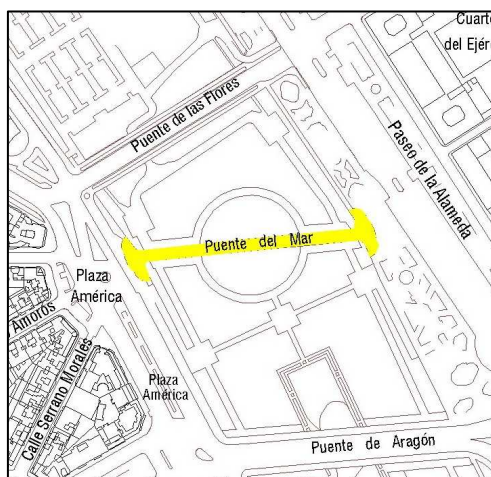 Cuarte
del Ejér
Puente de las Flores
Paseo de la Alameda
Puente del Mar
Plaza
América
Amorós
Calle Serrano Morales
Plaza
América
Puente de Aragón